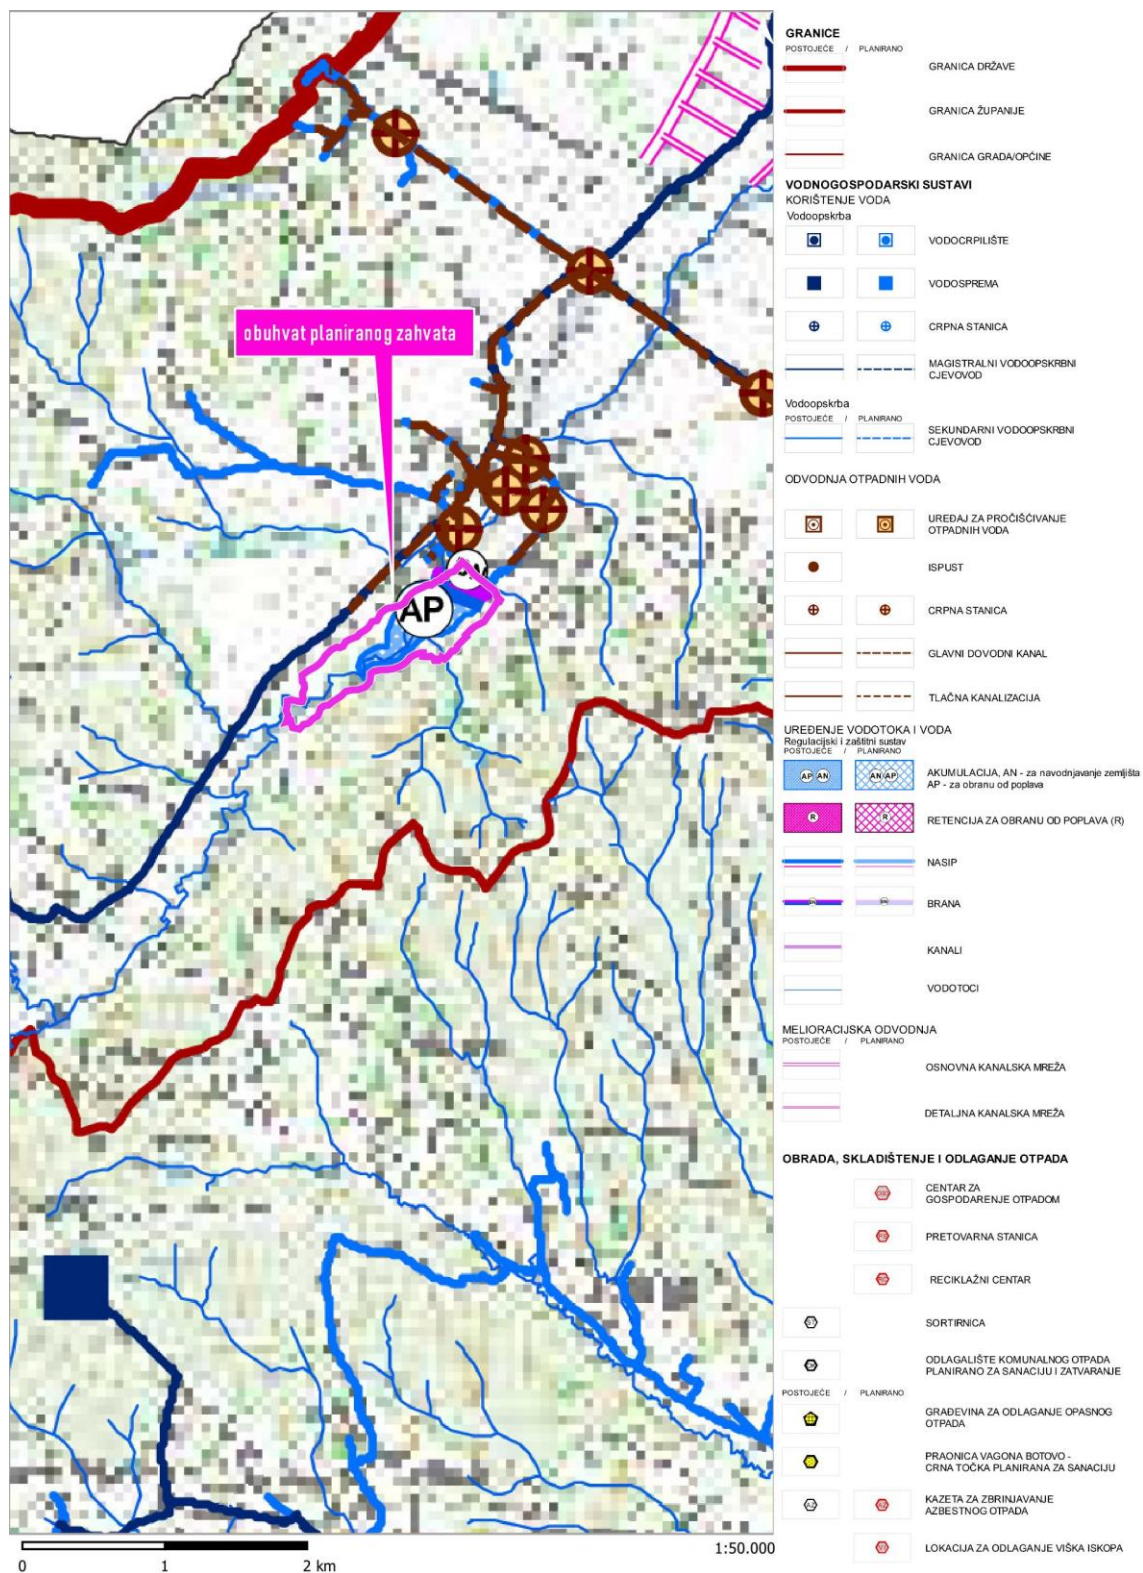 obuhvat planiranog zahvata
AP
0 1 2 km
1:50.000
GRANICE
POSTOJEĆE / PLANIRANO
GRANICA DRŽAVE
GRANICA ŽUPANIJE
GRANICA GRADA/OPĆINE
VODNOGOSPODARSKI SUSTAVI
KORIŠTENJE VODA
Vodoopskrba
VODOCRPILIŠTE
VODOSPREMA
CRPNA STANICA
MAGISTRALNI VODOOPSKRBNI
CJEVOVOD
Vodoopskrba
POSTOJEĆE / PLANIRANO
SEKUNDARNI VODOOPSKRBNI
CJEVOVOD
ODVODNJA OTPADNIH VODA
UREĐAJ ZA PROČIŠĆIVANJE
OTPADNIH VODA
ISPUST
CRPNA STANICA
GLAVNI DOVODNI KANAL
TLAČNA KANALIZACIJA
UREĐENJE VODOTOKA I VODA
Regulacijski i zaštitni sustav
POSTOJEĆE / PLANIRANO
AP AN AN AP
AKUMULACIJA, AN - za navodnjavanje zemljišta
AP - za obranu od poplava
R R
RETENCIJA ZA OBRANU OD POPLAVA (R)
NASIP
BRANA
KANALI
VODOTOCI
MELIORACIJSKA ODVODNJA
POSTOJEĆE / PLANIRANO
OSNOVNA KANALSKA MREŽA
DETALJNA KANALSKA MREŽA
OBRADA, SKLADIŠTENJE I ODLAGANJE OTPADA
CENTAR ZA
GOSPODARENJE OTPADOM
PRETOVARNA STANICA
RECIKLAŽNI CENTAR
SORTIRNICA
ODLAGALIŠTE KOMUNALNOG OTPADA
PLANIRANO ZA SANACIJU I ZATVARANJE
POSTOJEĆE / PLANIRANO
GRAĐEVINA ZA ODLAGANJE OPASNOG
OTPADA
PRAONICA VAGONA BOTOVO -
CRNA TOČKA PLANIRANA ZA SANACIJU
KAZETA ZA ZBRINJAVANJE
AZBESTNOG OTPADA
LOKACIJA ZA ODLAGANJE VIŠKA ISKOPA